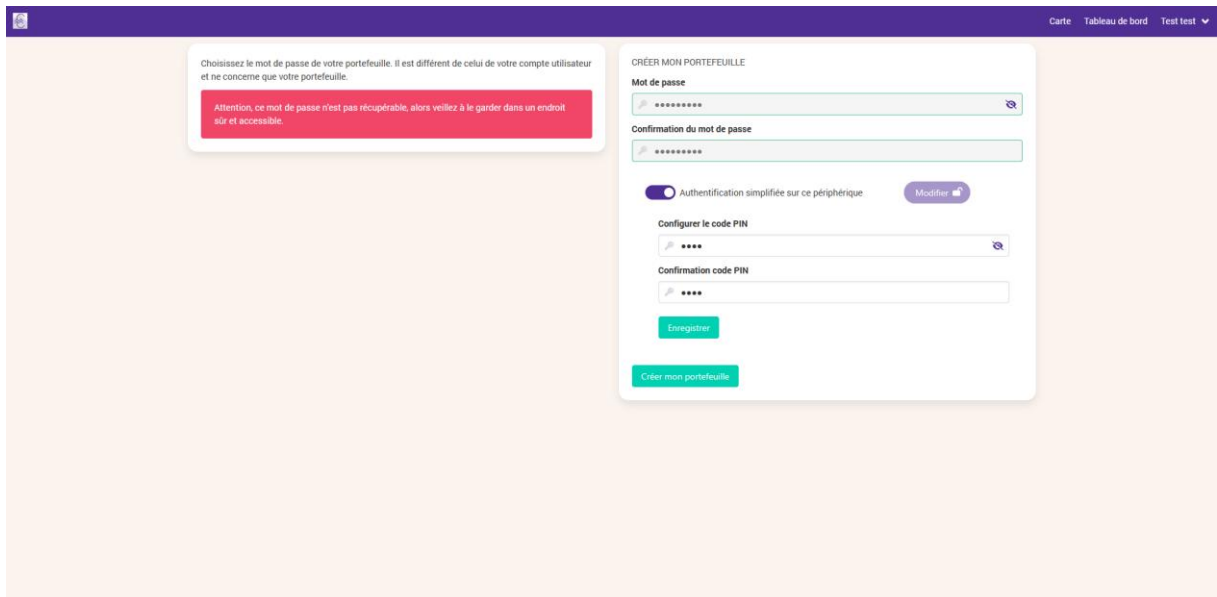 Carte Tableau de bord Test test
Choisissez le mot de passe de votre portefeuille. Il est différent de celui de votre compte utilisateur
et ne concerne que votre portefeuille.
Attention, ce mot de passe n'est pas récupérable, alors veillez à le garder dans un endroit
sûr et accessible.
CRÉER MON PORTEFEUILLE
Mot de passe
•••••••••
Confirmation du mot de passe
•••••••••
Authentification simplifiée sur ce périphérique Modifier
Configurer le code PIN
••••
Confirmation code PIN
••••
Enregistrer
Créer mon portefeuille